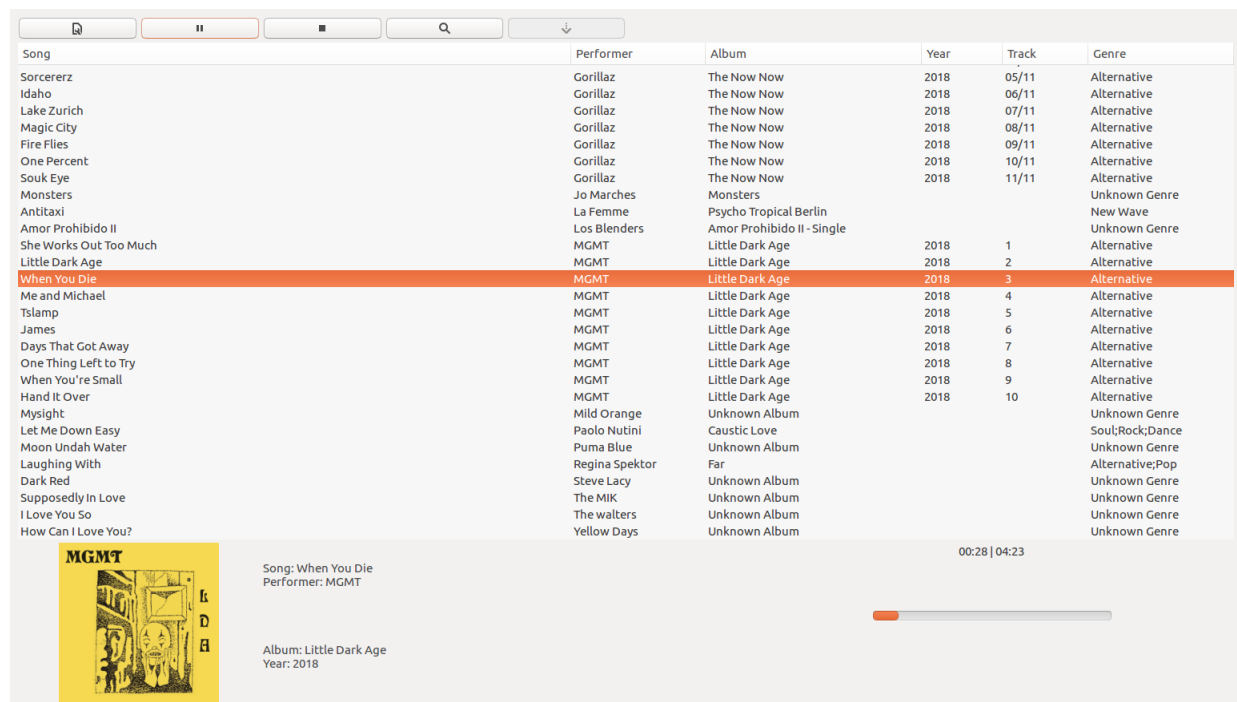 Song Performer Album Year Track Genre
Sorcererz Gorillaz The Now Now 2018 05/11 Alternative
Idaho Gorillaz The Now Now 2018 06/11 Alternative
Lake Zurich Gorillaz The Now Now 2018 07/11 Alternative
Magic City Gorillaz The Now Now 2018 08/11 Alternative
Fire Flies Gorillaz The Now Now 2018 09/11 Alternative
One Percent Gorillaz The Now Now 2018 10/11 Alternative
Souk Eye Gorillaz The Now Now 2018 11/11 Alternative
Monsters Jo Marches Monsters Unknown Genre
Antitaxi La Femme Psycho Tropical Berlin New Wave
Amor Prohibido II Los Blenders Amor Prohibido II - Single Unknown Genre
She Works Out Too Much MGMT Little Dark Age 2018 1 Alternative
Little Dark Age MGMT Little Dark Age 2018 2 Alternative
When You Die MGMT Little Dark Age 2018 3 Alternative
Me and Michael MGMT Little Dark Age 2018 4 Alternative
Tslamp MGMT Little Dark Age 2018 5 Alternative
James MGMT Little Dark Age 2018 6 Alternative
Days That Got Away MGMT Little Dark Age 2018 7 Alternative
One Thing Left to Try MGMT Little Dark Age 2018 8 Alternative
When You're Small MGMT Little Dark Age 2018 9 Alternative
Hand It Over MGMT Little Dark Age 2018 10 Alternative
Mysight Mild Orange Unknown Album Unknown Genre
Let Me Down Easy Paolo Nutini Caustic Love Soul;Rock;Dance
Moon Undah Water Puma Blue Unknown Album Unknown Genre
Laughing With Regina Spektor Far Alternative;Pop
Dark Red Steve Lacy Unknown Album Unknown Genre
Supposedly In Love The MIK Unknown Album Unknown Genre
I Love You So The walters Unknown Album Unknown Genre
How Can I Love You? Yellow Days Unknown Album Unknown Genre
MGMT
L
D
A
Song: When You Die
Performer: MGMT
Album: Little Dark Age
Year: 2018
00:28 | 04:23